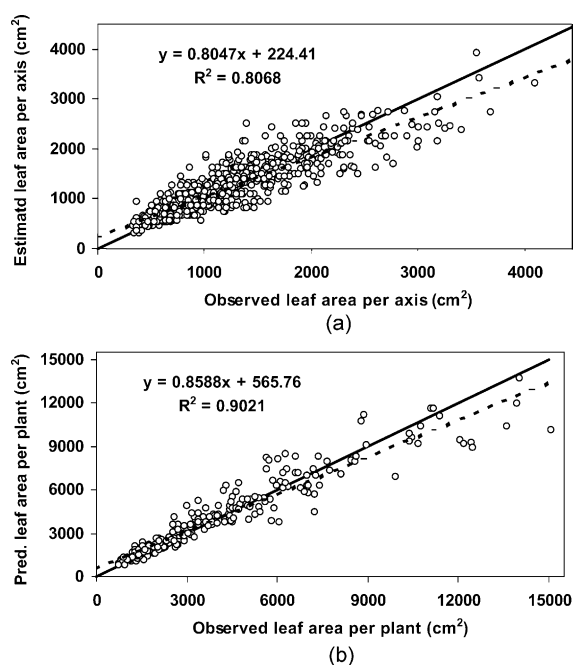 Estimatd leaf area per axis (cm²)
4000
3000
2000
1000
0
y = 0.8047x + 224.41
R² = 0.8068
0 1000 2000 3000 4000
Observed leaf area per axis (cm²)
(a)
Pred. leaf area per plant (cm²)
15000
12000
9000
6000
3000
0
y = 0.8588x + 565.76
R² = 0.9021
0 3000 6000 9000 12000 15000
Observed leaf area per plant (cm²)
(b)